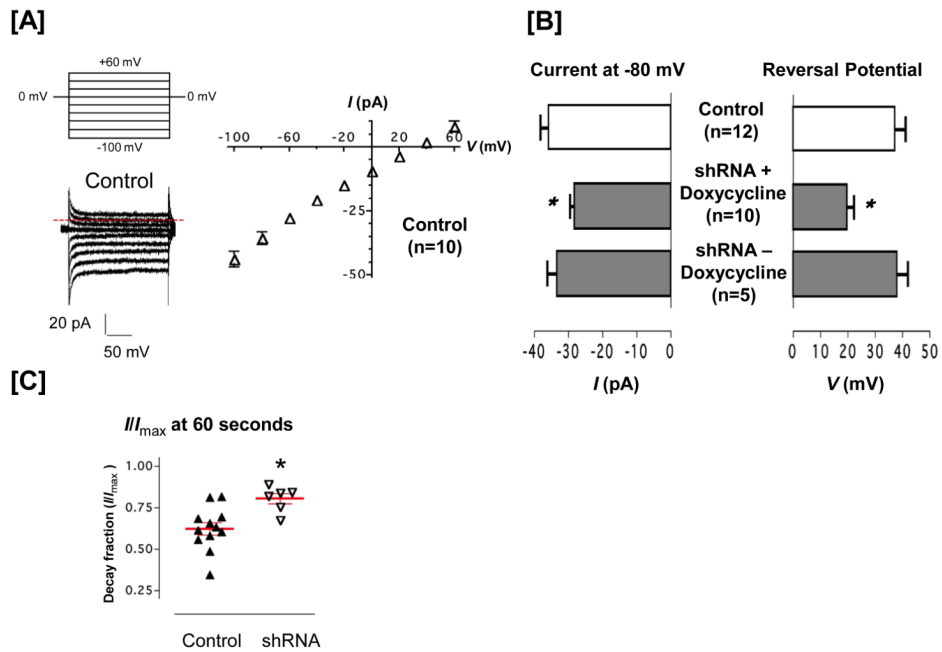 [A]
+60 mV
0 mV
0 mV
-100 mV
Control
20 pA
50 mV
I (pA)
-100
-60
-20
20
60
V (mV)
-25
-50
Control
(n=10)
[B]
Current at -80 mV
Reversal Potential
Control
(n=12)
shRNA +
Doxycycline
(n=10)
shRNA –
Doxycycline
(n=5)
*
*
-40 -30 -20 -10 0
I (pA)
0 10 20 30 40 50
V (mV)
[C]
I/Imax at 60 seconds
Decay fraction (I/Imax )
1.00
0.75
0.50
0.25
*
Control
shRNA